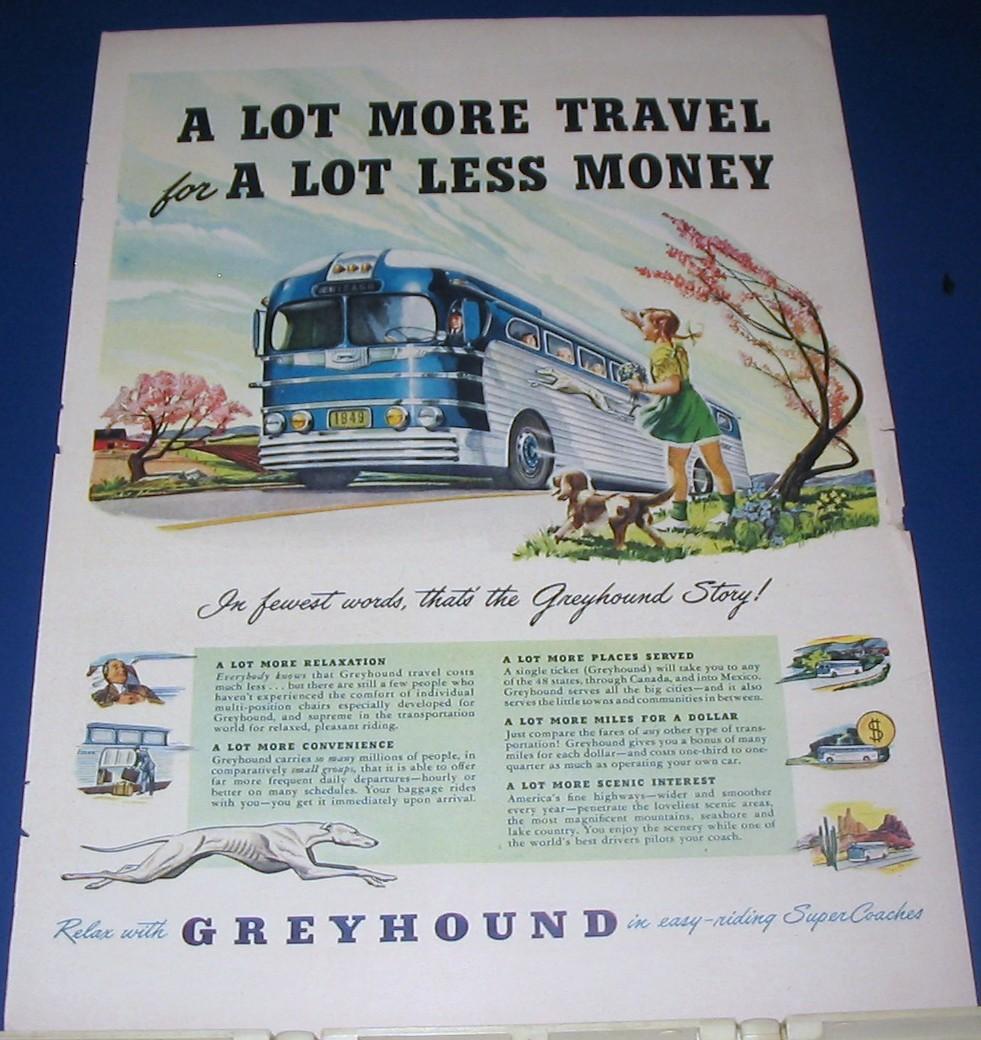 A LOT MORE TRAVEL
for A LOT LESS MONEY
CHICAGO
1949
In fewest words, that's the Greyhound Story!
A LOT MORE RELAXATION
Everybody knows that Greyhound travel costs
much less . . . but there are still a few people who
haven't experienced the comfort of individual
multi-position chairs especially developed for
Greyhound, and supreme in the transportation
world for relaxed, pleasant riding.
A LOT MORE CONVENIENCE
Greyhound carries so many millions of people, in
comparatively small groups, that it is able to offer
far more frequent daily departures—hourly or
better on many schedules. Your baggage rides
with you—you get it immediately upon arrival.
A LOT MORE PLACES SERVED
A single ticket (Greyhound) will take you to any
of the 48 states, through Canada, and into Mexico.
Greyhound serves all the big cities—and it also
serves the little towns and communities in between.
A LOT MORE MILES FOR A DOLLAR
Just compare the fares of any other type of trans-
portation! Greyhound gives you a bonus of many
miles for each dollar—and costs one-third to one-
quarter as much as operating your own car.
A LOT MORE SCENIC INTEREST
America's fine highways—wider and smoother
every year—penetrate the loveliest scenic areas,
the most magnificent mountains, seashore and
lake country. You enjoy the scenery while one of
the world's best drivers pilots your coach.
$
Relax with GREYHOUND in easy-riding SuperCoaches